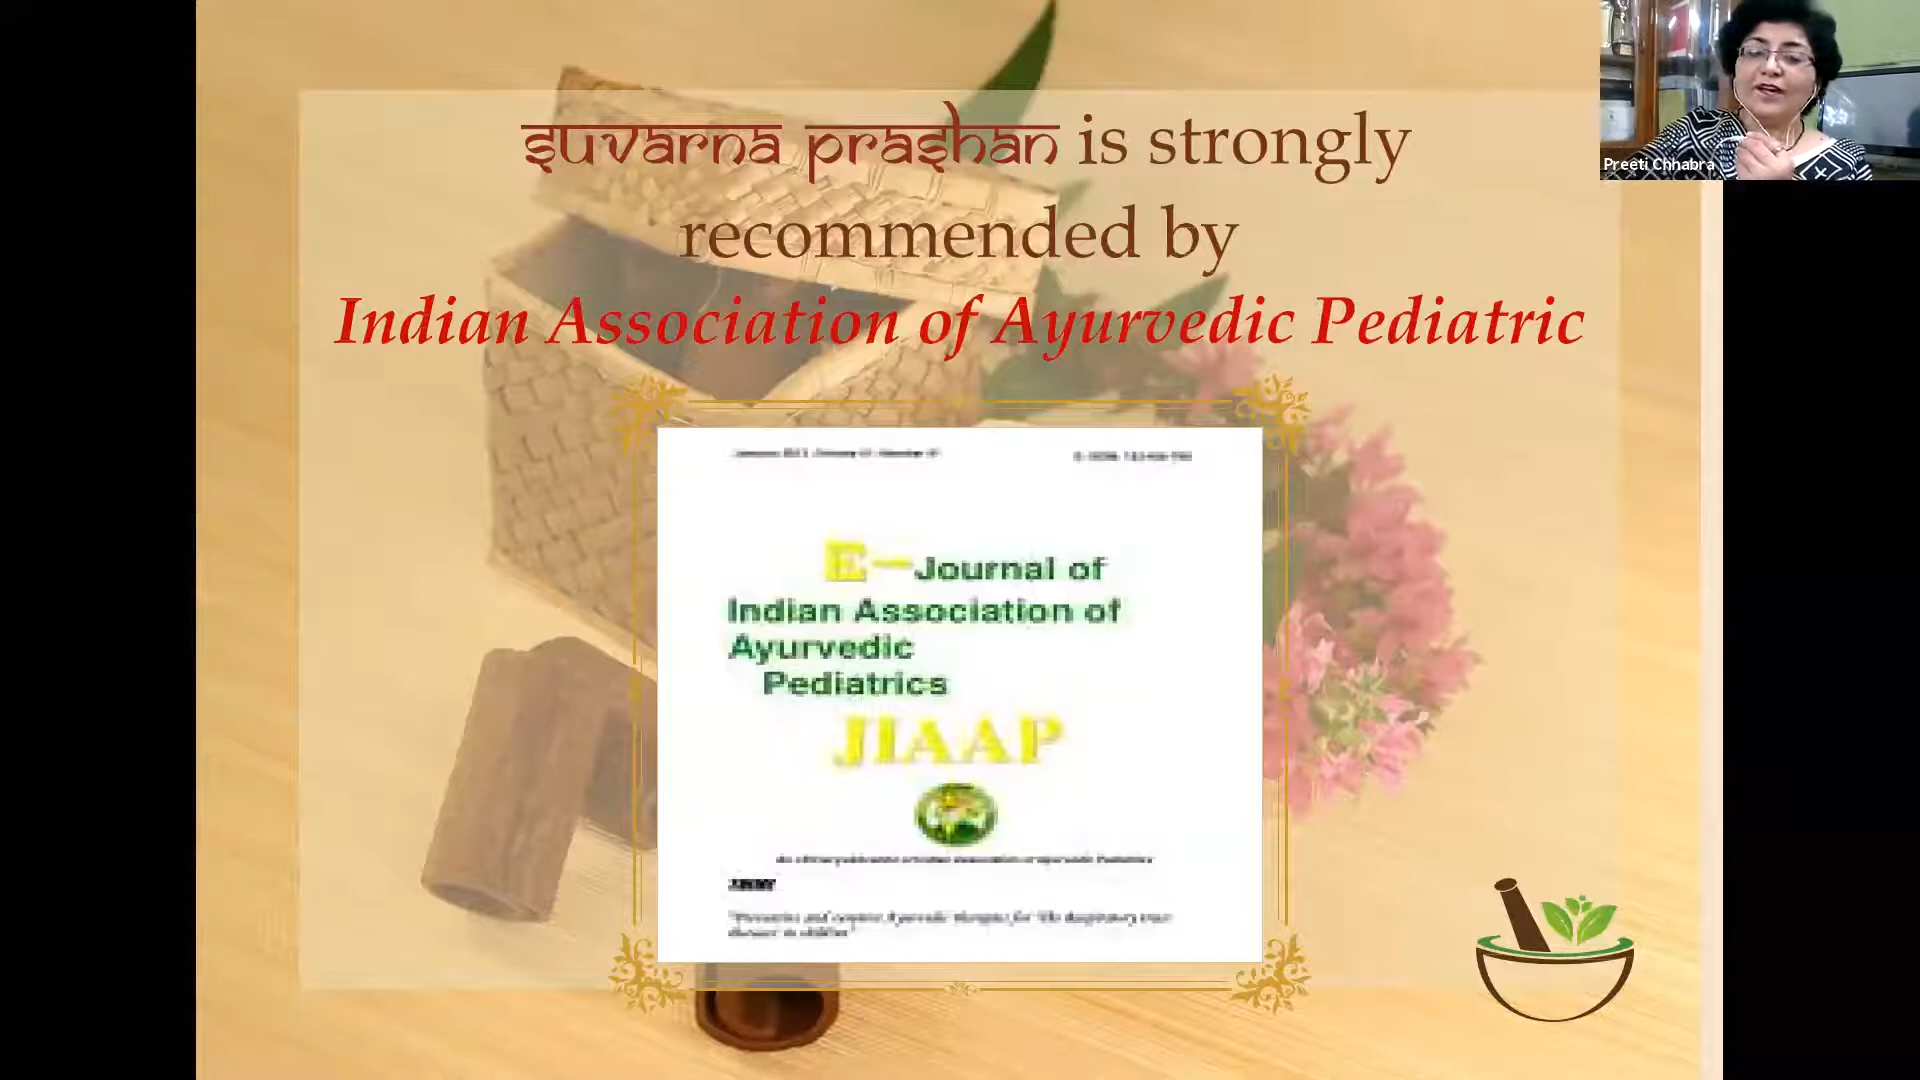 suvarna prashan is strongly
recommended by
Indian Association of Ayurvedic Pediatric
Preeti Chhabra
E-Journal of
Indian Association of
Ayurvedic
Pediatrics
JIAAP